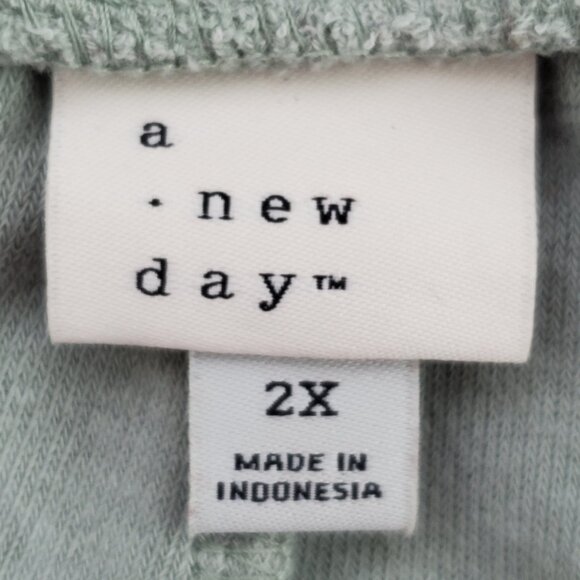 a
· new
day™
2X
MADE IN
INDONESIA